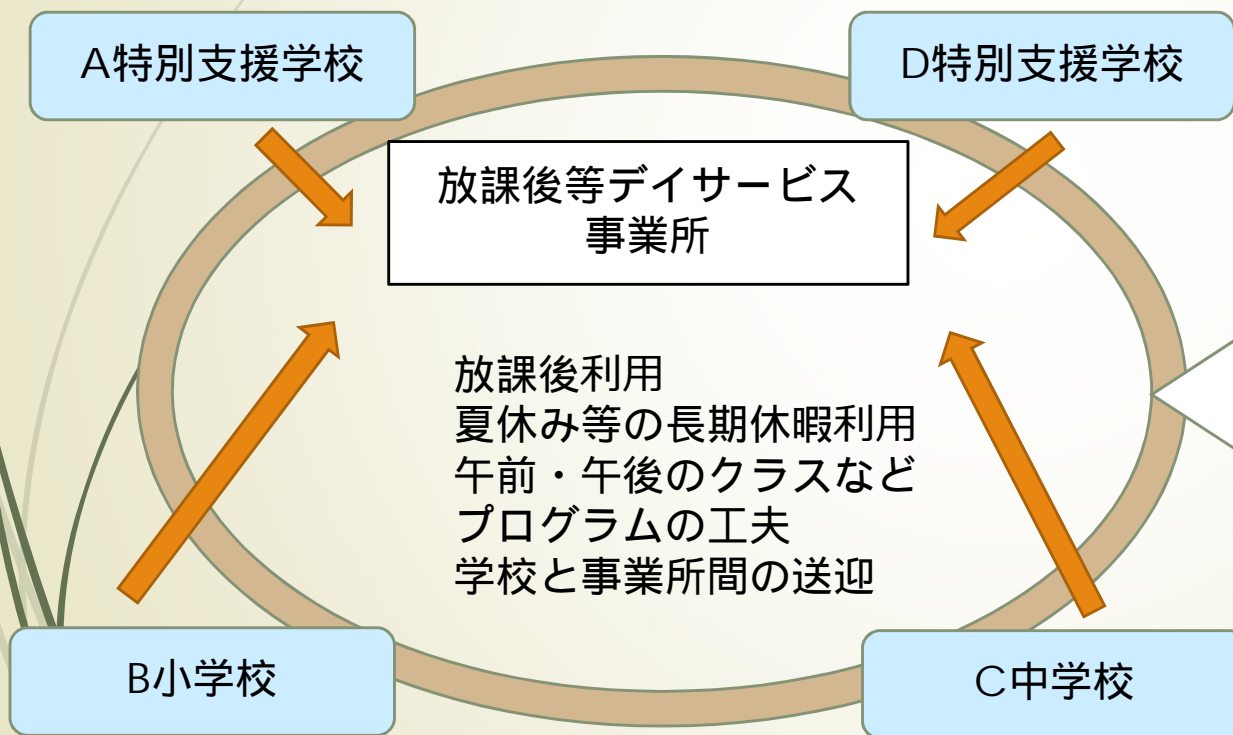 A特別支援学校
D特別支援学校
放課後等デイサービス
事業所
放課後利用
夏休み等の長期休暇利用
午前・午後のクラスなど
プログラムの工夫
学校と事業所間の送迎
B小学校
C中学校